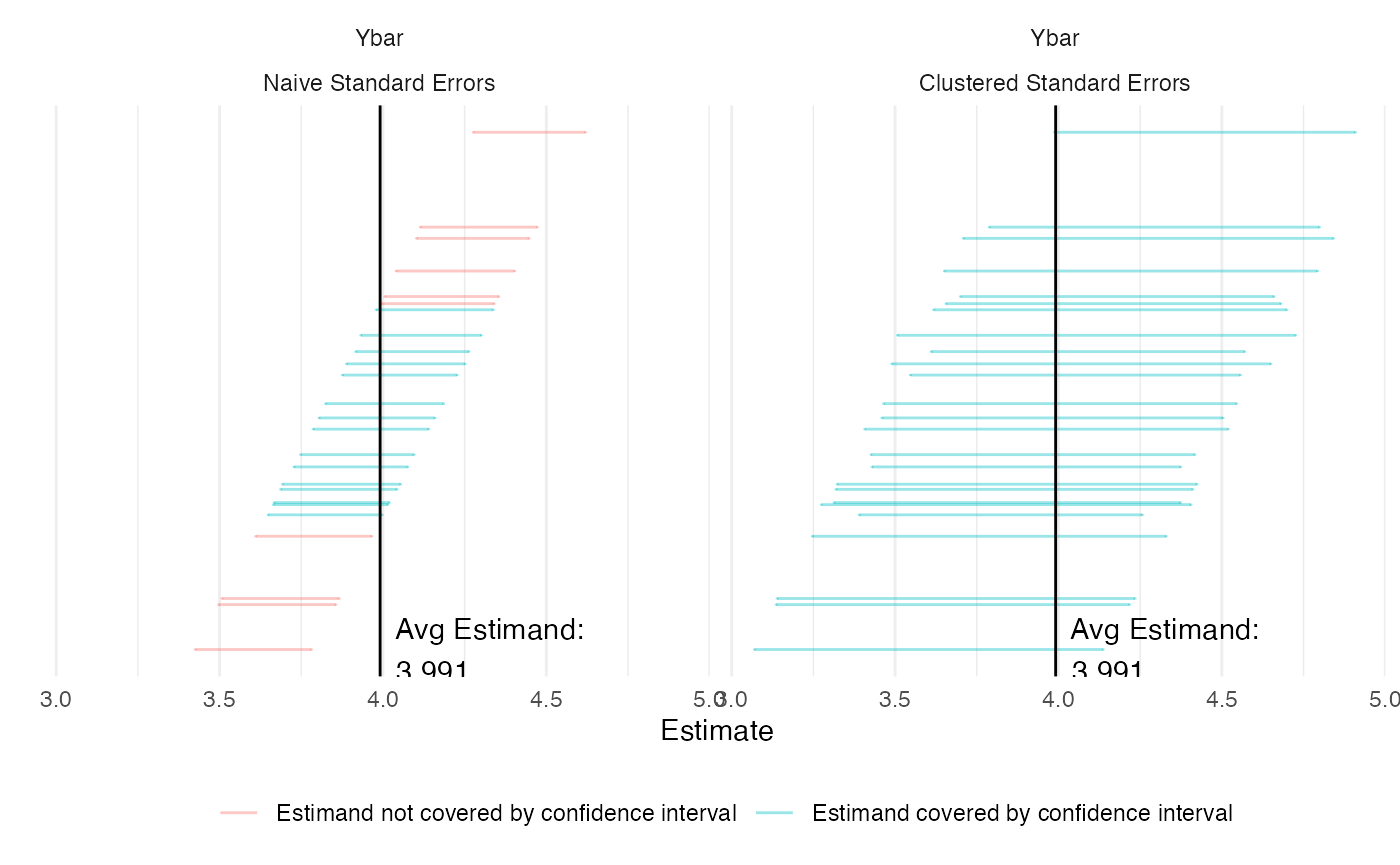 Ybar
Ybar
Naive Standard Errors
Clustered Standard Errors
Avg Estimand:
3.991
Avg Estimand:
3.991
3.0
3.5
4.0
4.5
5.0
3.0
3.5
4.0
4.5
5.0
Estimate
Estimand not covered by confidence interval
Estimand covered by confidence interval